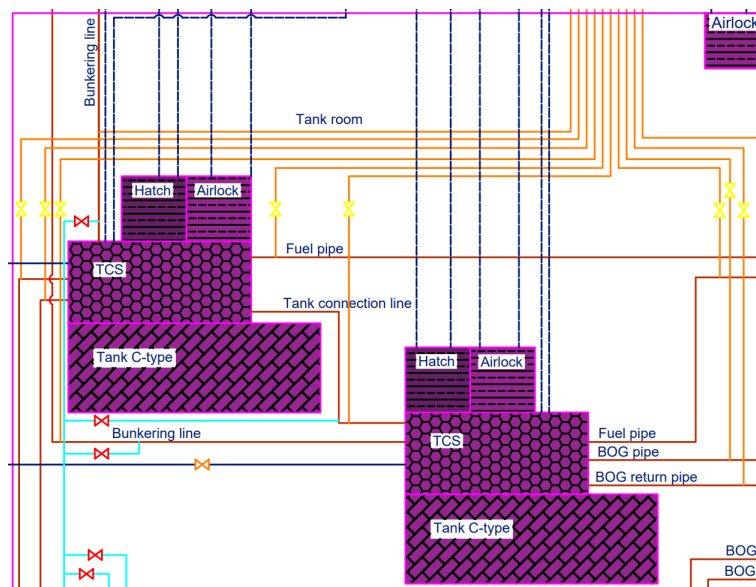 Bunkering line
Airlock
Tank room
Hatch
Airlock
Fuel pipe
TCS
Tank connection line
Tank C-type
Hatch
Airlock
Bunkering line
TCS
Fuel pipe
BOG pipe
BOG return pipe
Tank C-type
BOG
BOG